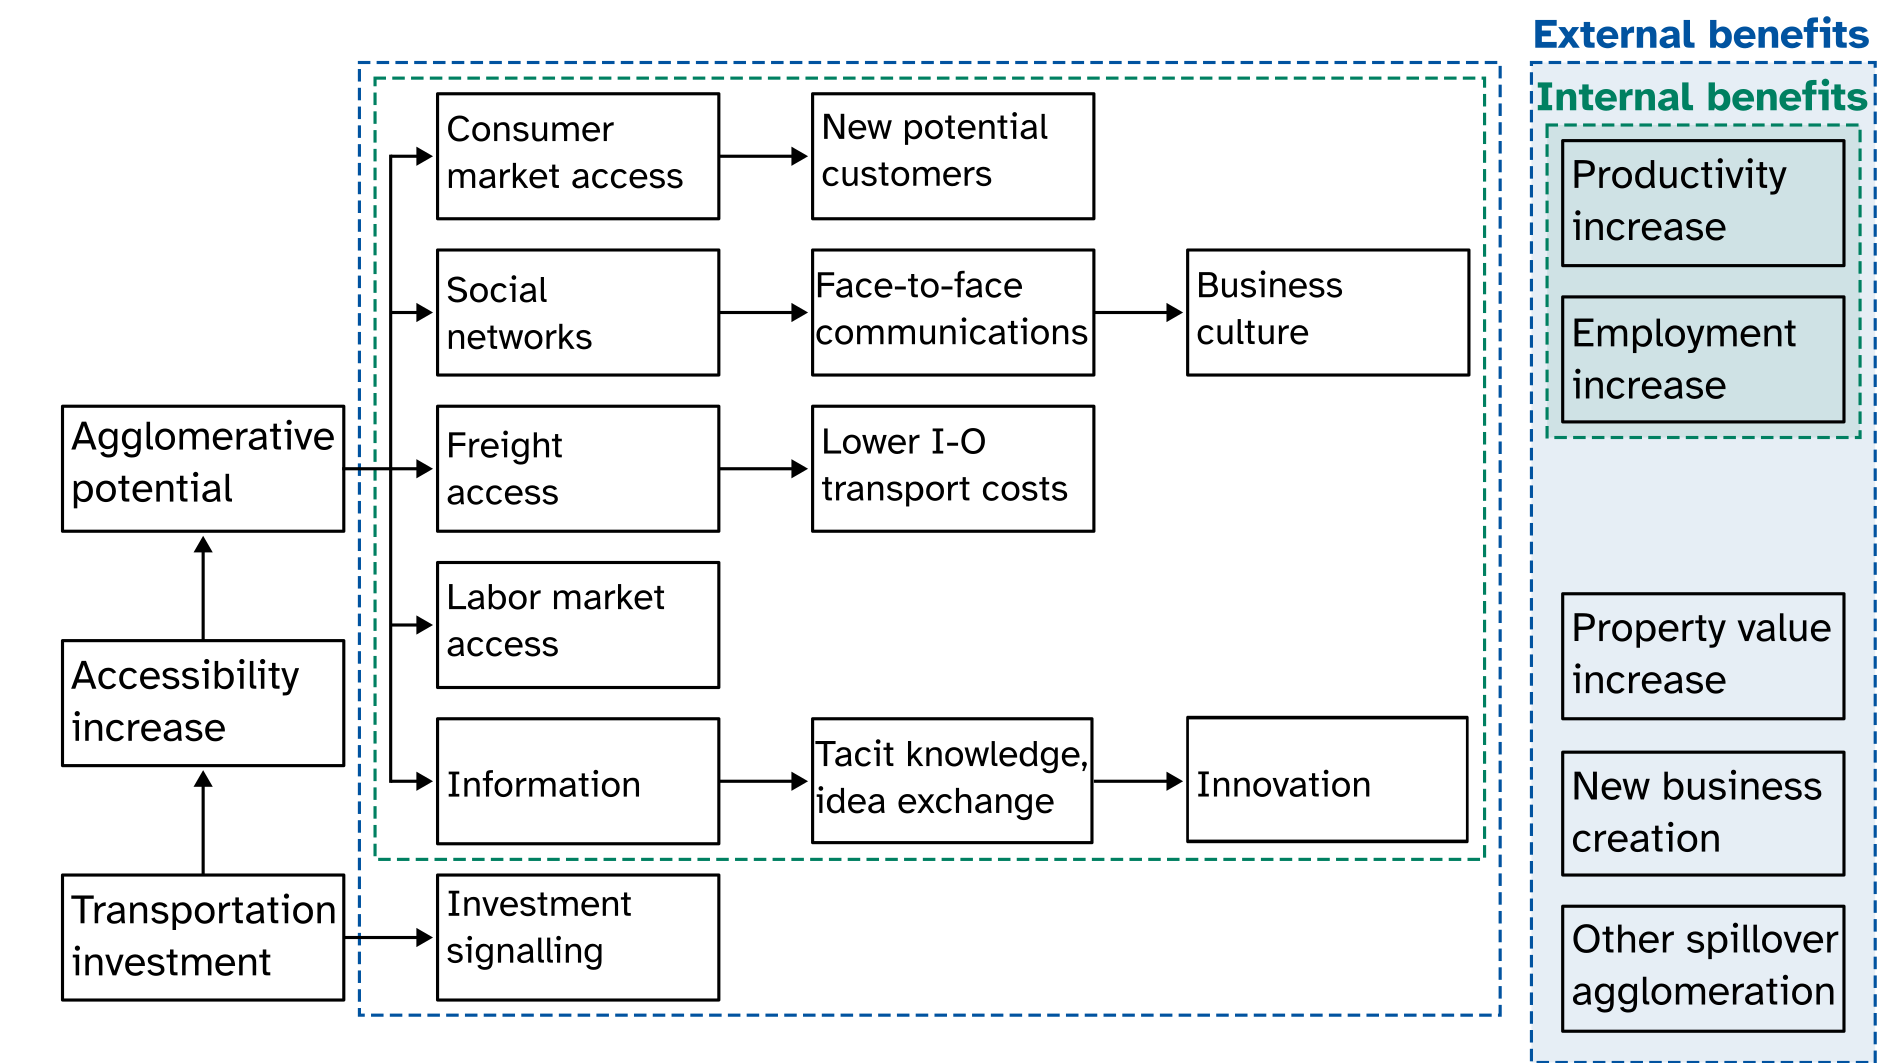 External benefits
Internal benefits
Consumer
market access
New potential
customers
Productivity
increase
Social
networks
Face-to-face
communications
Business
culture
Employment
increase
Agglomerative
potential
Freight
access
Lower I-O
transport costs
Labor market
access
Property value
increase
Accessibility
increase
Information
Tacit knowledge,
idea exchange
Innovation
New business
creation
Transportation
investment
Investment
signalling
Other spillover
agglomeration